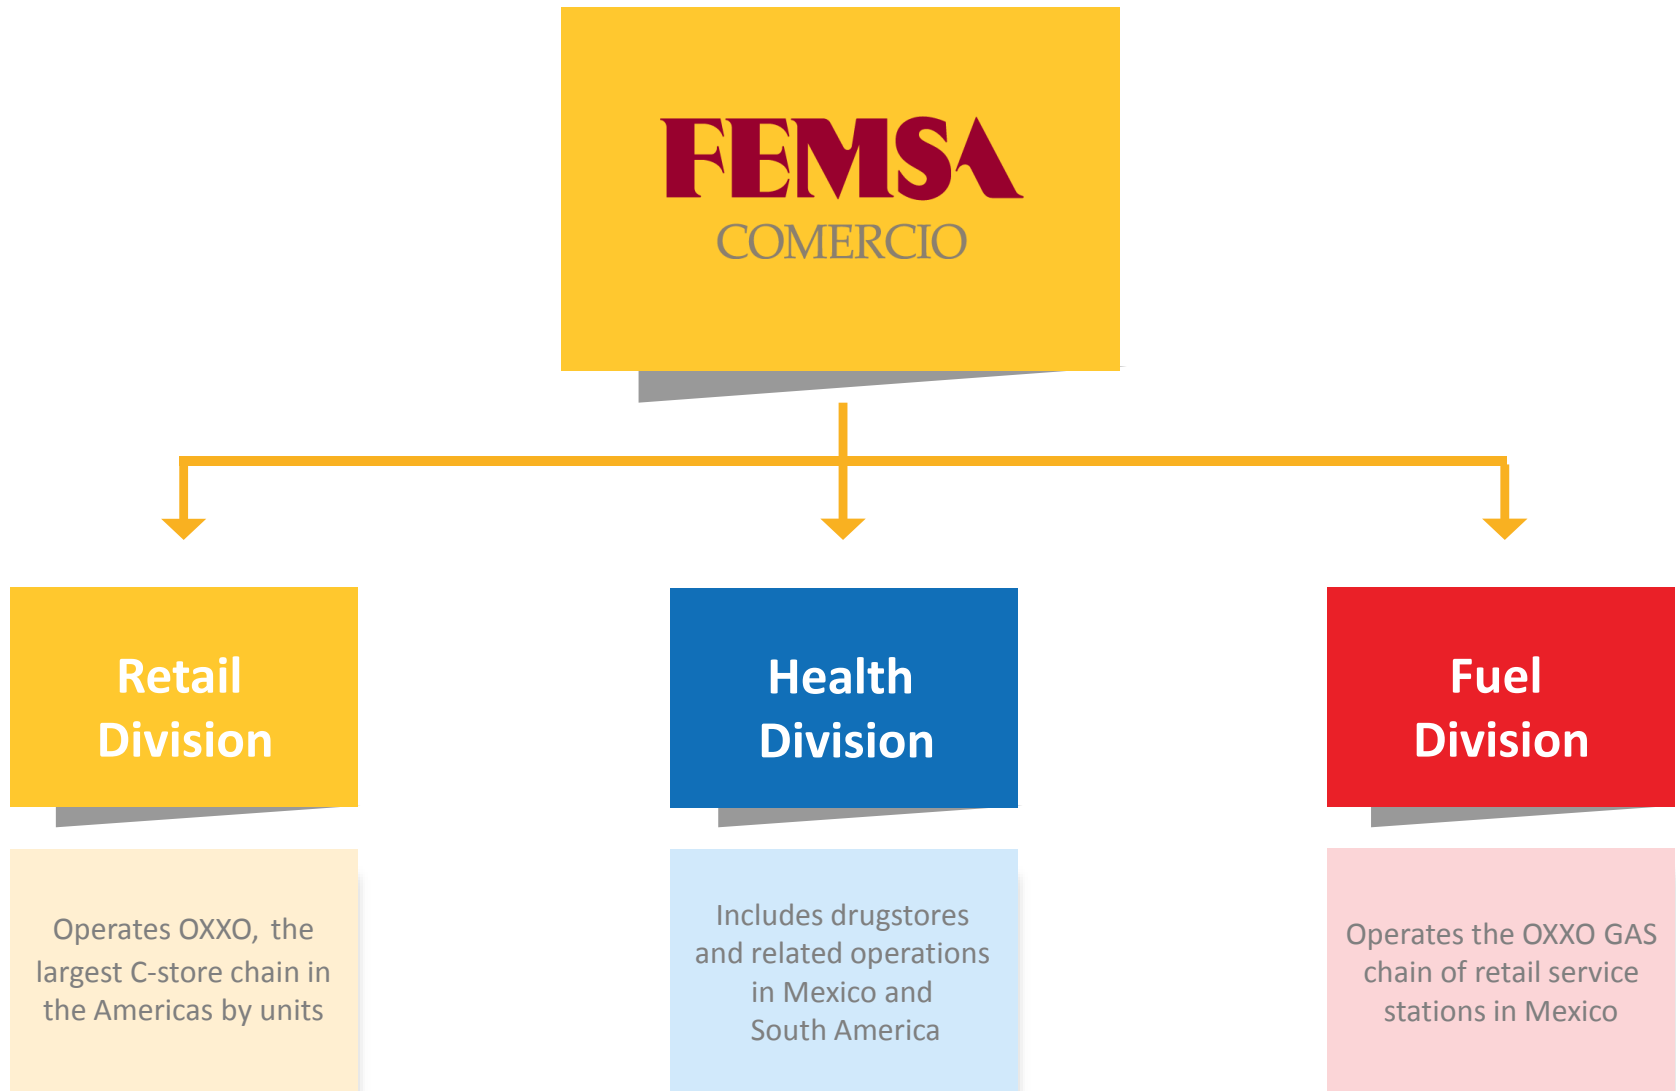 FEMSA
COMERCIO
Retail
Division
Operates OXXO, the
largest C-store chain in
the Americas by units
Health
Division
Includes drugstores
and related operations
in Mexico and
South America
Fuel
Division
Operates the OXXO GAS
chain of retail service
stations in Mexico